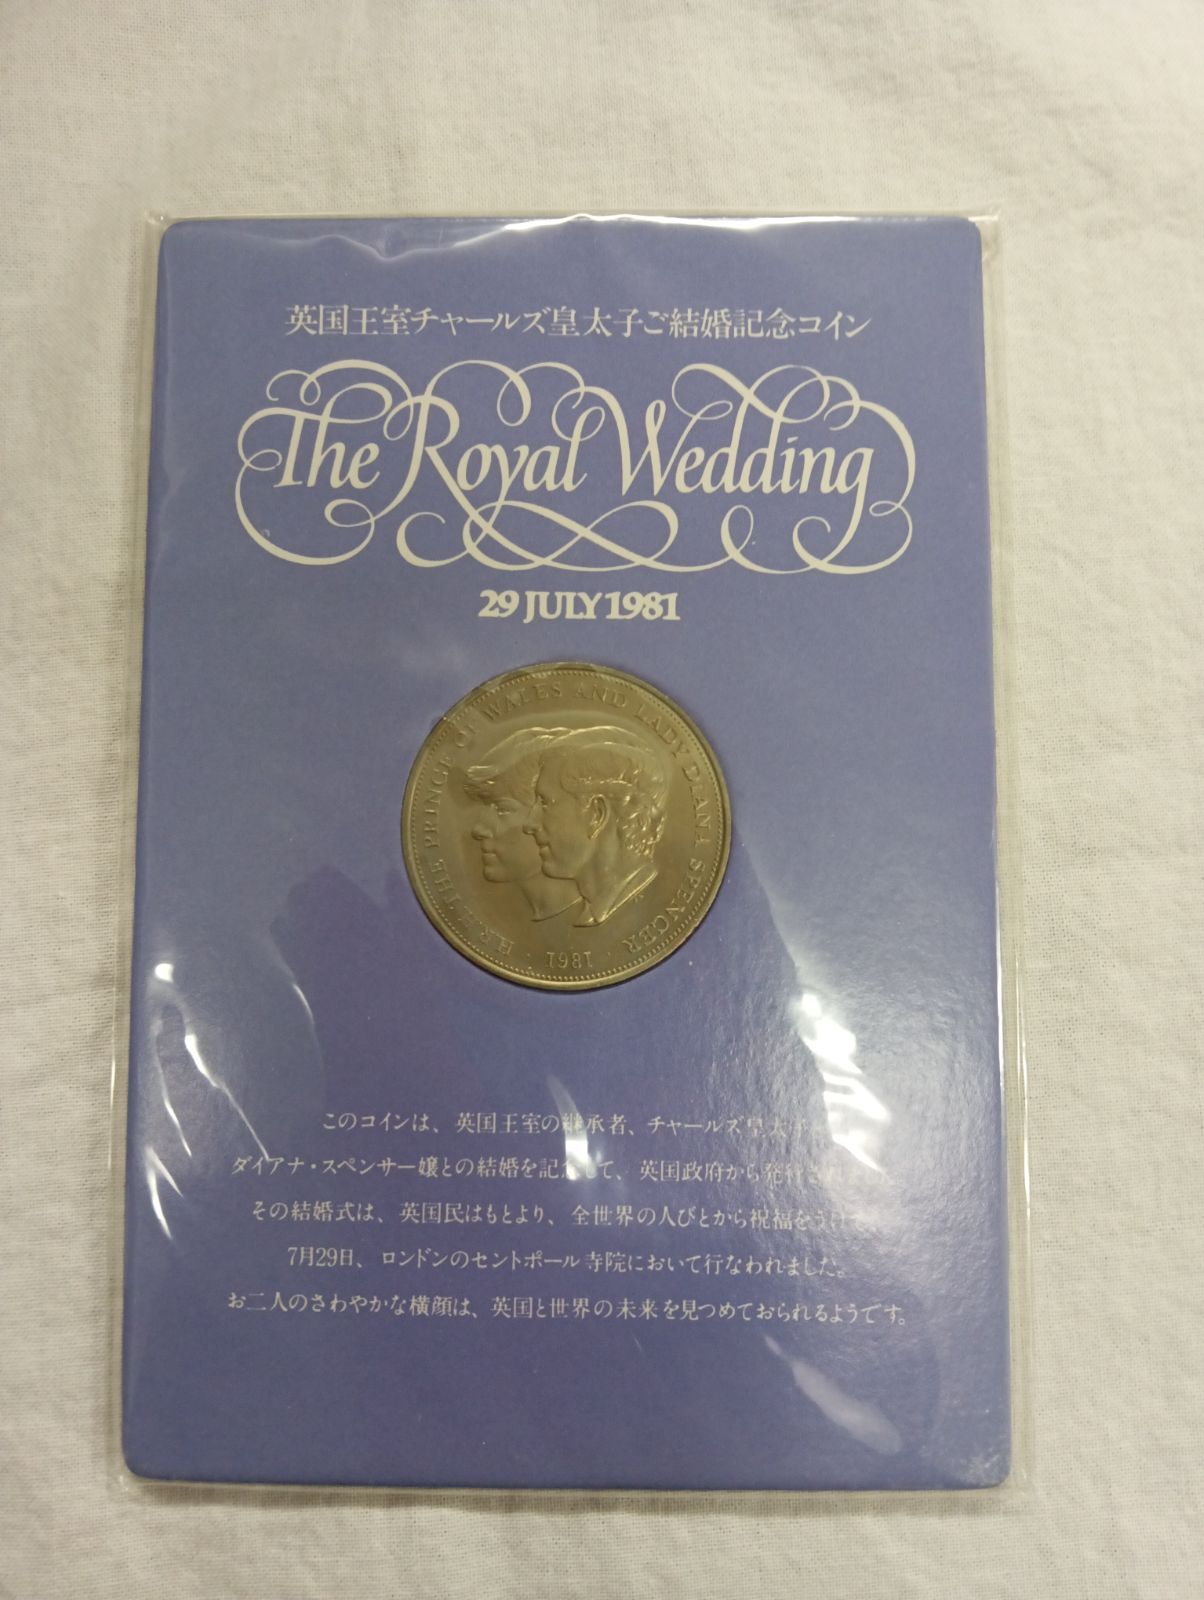 英国王室チャールズ皇太子ご結婚記念コイン
The Royal Wedding
29 JULY 1981
H.R.H. THE PRINCE OF WALES AND LADY DIANA SPENCER
· 1981 ·
このコインは、英国王室の継承者、チャールズ皇太子
ダイアナ・スペンサー嬢との結婚を記念して、英国政府から発行され
その結婚式は、英国民はもとより、全世界の人びとから祝福をうけて、
7月29日、ロンドンのセントポール寺院において行なわれました。
お二人のさわやかな横顔は、英国と世界の未来を見つめておられるようです。